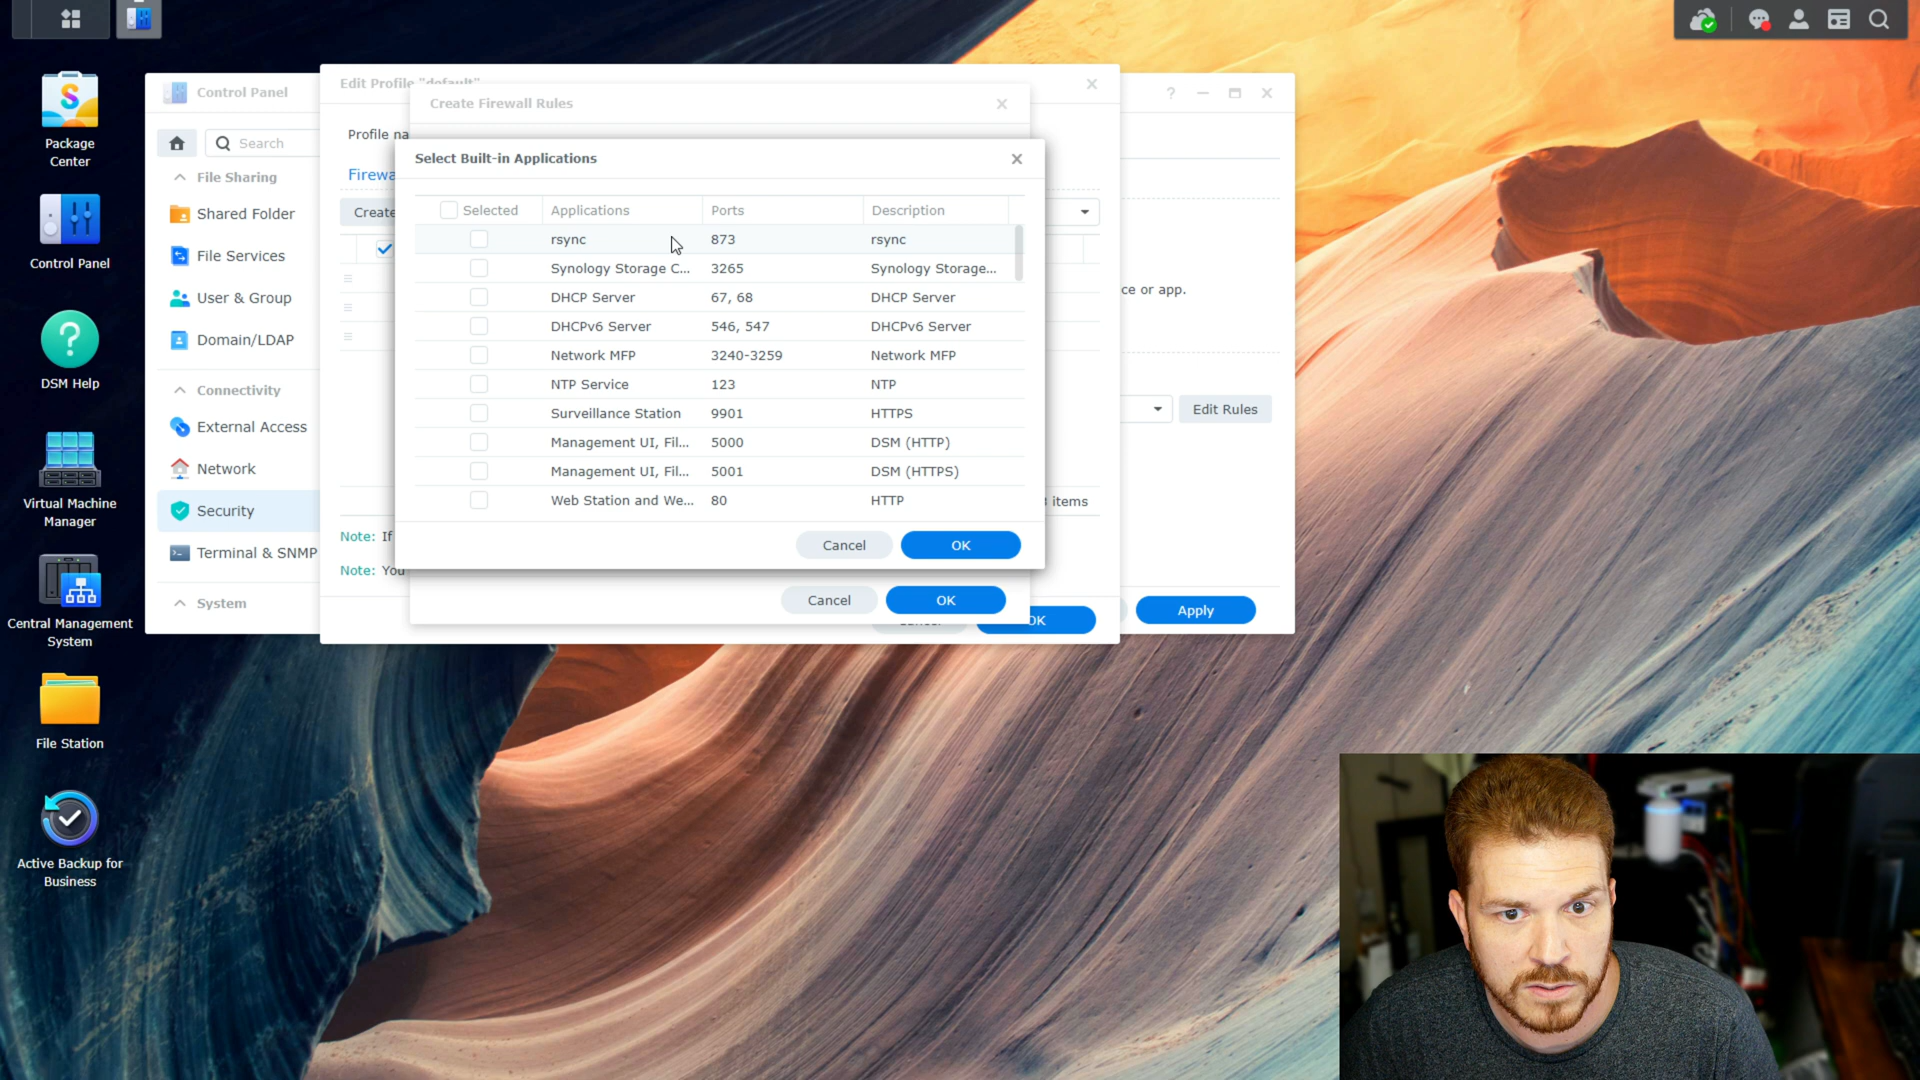 Package
Center
Control Panel
DSM Help
Virtual Machine
Manager
Central Management
System
File Station
Active Backup for
Business
Control Panel
Search
File Sharing
Shared Folder
File Services
User & Group
Domain/LDAP
Connectivity
External Access
Network
Security
Terminal & SNMP
System
Edit Profile "default"
Profile na
Firewa
Create
Note: If
Note: You
items
OK
Create Firewall Rules
Cancel OK
Select Built-in Applications
Selected Applications Ports Description
rsync 873 rsync
Synology Storage C... 3265 Synology Storage...
DHCP Server 67, 68 DHCP Server
DHCPv6 Server 546, 547 DHCPv6 Server
Network MFP 3240-3259 Network MFP
NTP Service 123 NTP
Surveillance Station 9901 HTTPS
Management UI, Fil... 5000 DSM (HTTP)
Management UI, Fil... 5001 DSM (HTTPS)
Web Station and We... 80 HTTP
Cancel OK
ce or app.
Edit Rules
Apply